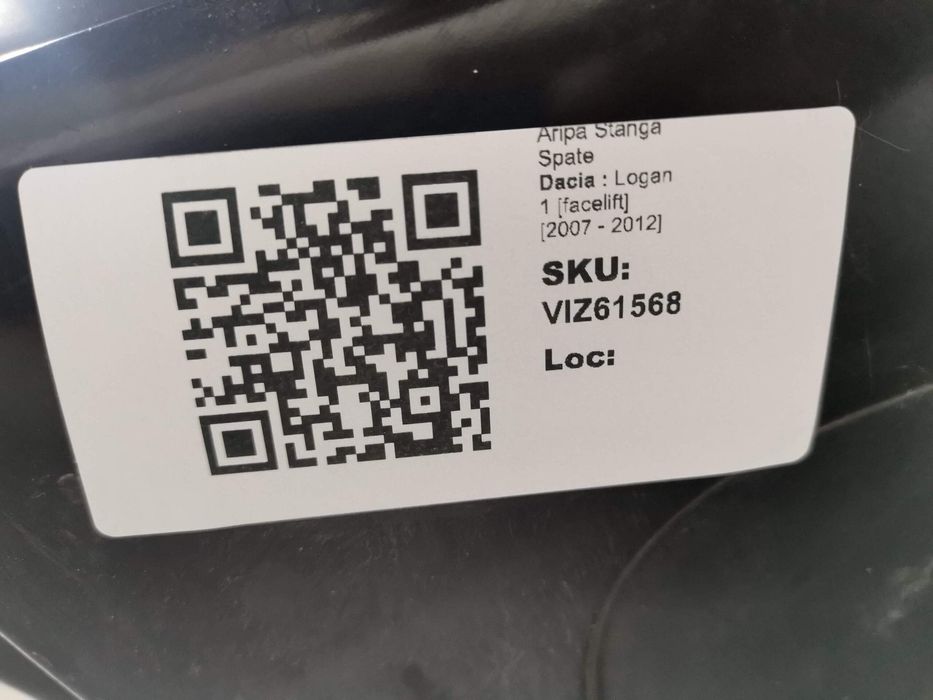 Aripa Stanga
Spate
Dacia : Logan
1 [facelift]
[2007 - 2012]
SKU:
VIZ61568
Loc: